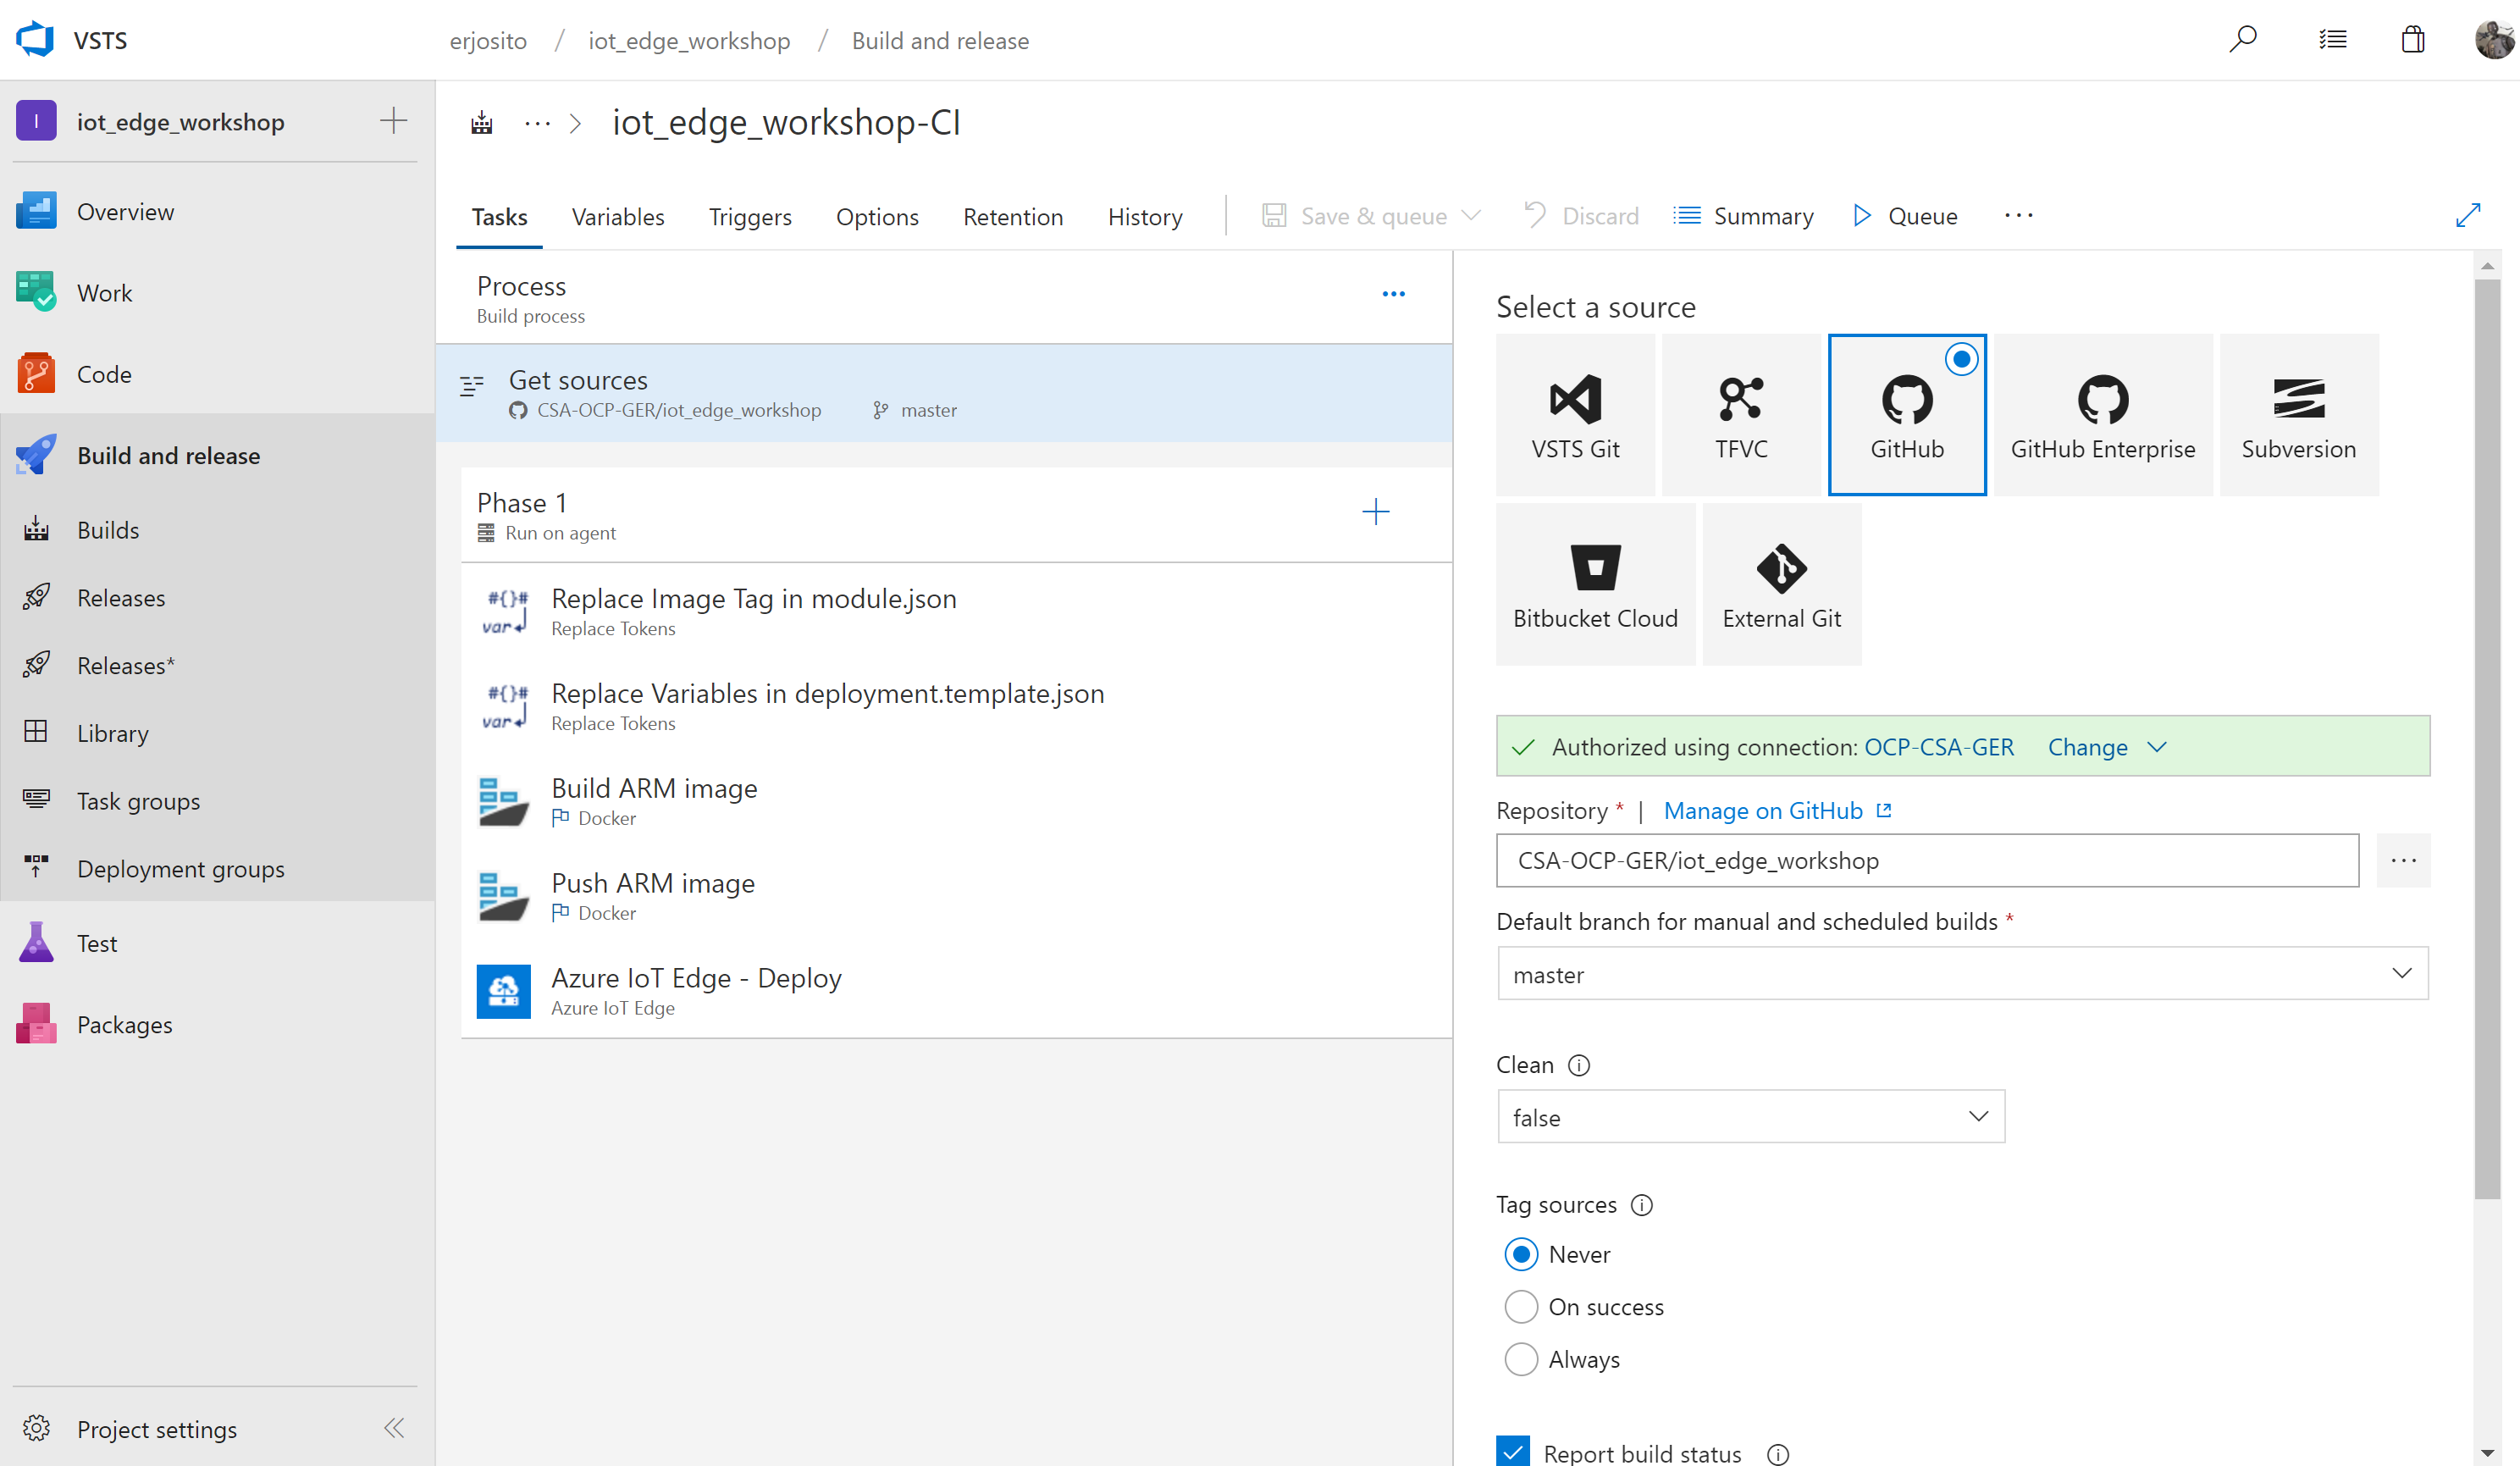 VSTS
erjosito / iot_edge_workshop / Build and release
I iot_edge_workshop
Overview
Work
Code
Build and release
Builds
Releases
Releases*
Library
Task groups
Deployment groups
Test
Packages
Project settings
··· > iot_edge_workshop-CI
Tasks Variables Triggers Options Retention History Save & queue Discard Summary Queue ···
Process
Build process
Get sources
CSA-OCP-GER/iot_edge_workshop master
Phase 1
Run on agent
#{}#
var
Replace Image Tag in module.json
Replace Tokens
#{}#
var
Replace Variables in deployment.template.json
Replace Tokens
Build ARM image
Docker
Push ARM image
Docker
Azure IoT Edge - Deploy
Azure IoT Edge
Select a source
VSTS Git TFVC GitHub GitHub Enterprise Subversion
Bitbucket Cloud External Git
Authorized using connection: OCP-CSA-GER Change
Repository * | Manage on GitHub
CSA-OCP-GER/iot_edge_workshop ···
Default branch for manual and scheduled builds *
master
Clean
false
Tag sources
Never
On success
Always
Report build status